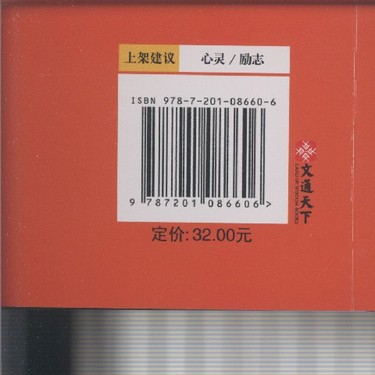 上架建议 心灵 / 励志
ISBN 978-7-201-08660-6
9 787201 086606 >
定价: 32.00元
文通天下